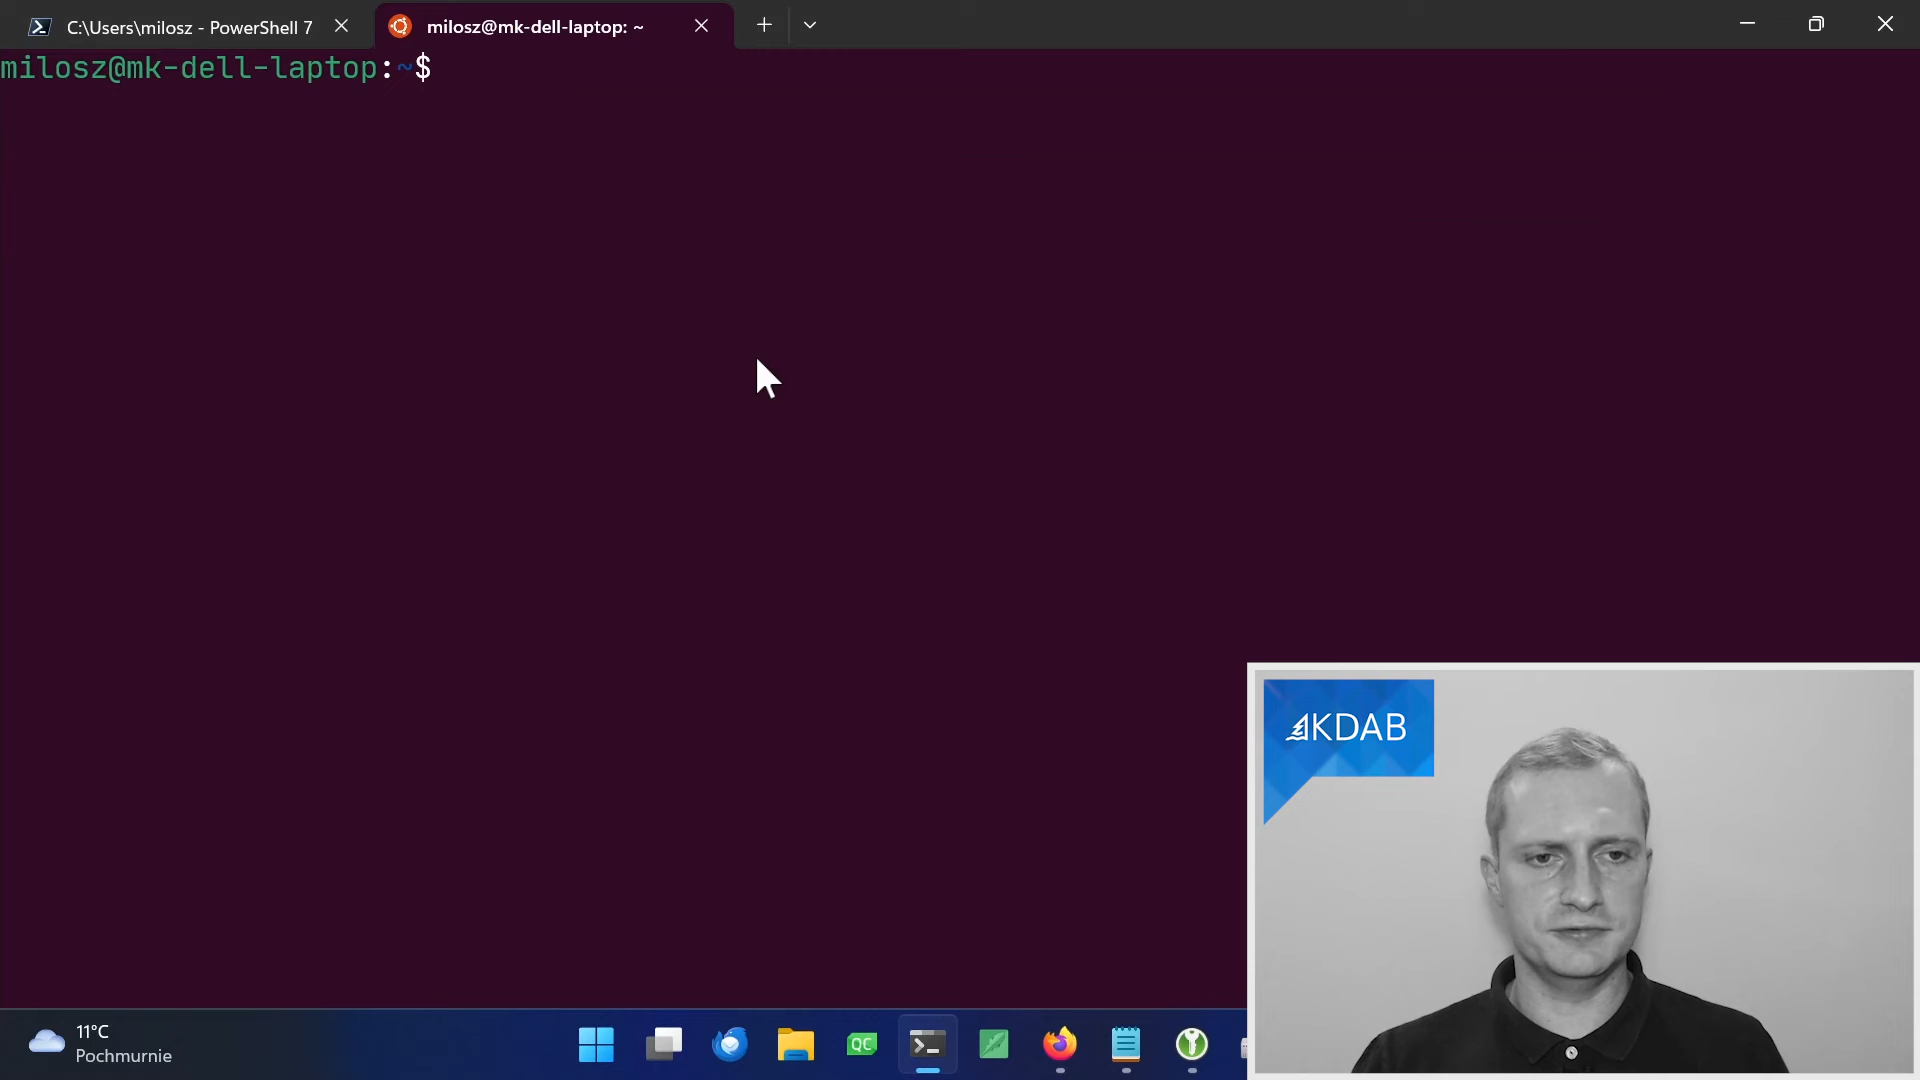 C:\Users\milosz - PowerShell 7
milosz@mk-dell-laptop: ~
milosz@mk-dell-laptop:~$
KDAB
11°C
Pochmurnie
QC